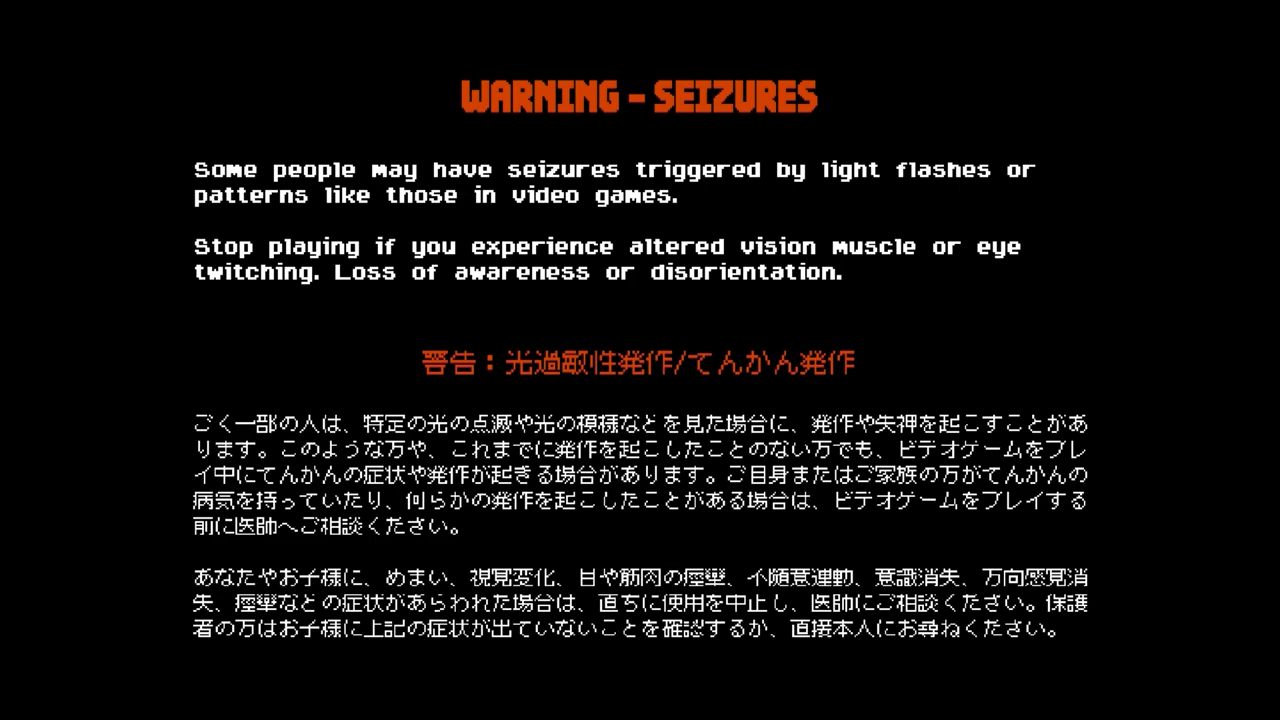 WARNING - SEIZURES
Some people may have seizures triggered by light flashes or
patterns like those in video games.
Stop playing if you experience altered vision muscle or eye
twitching. Loss of awareness or disorientation.
警告：光過敏性発作/てんかん発作
ごく一部の人は、特定の光の点滅や光の模様などを見た場合に、発作や失神を起こすことがあ
ります。このような方や、これまでに発作を起こしたことのない方でも、ビデオゲームをプレ
イ中にてんかんの症状や発作が起きる場合があります。ご自身またはご家族の方がてんかんの
病気を持っていたり、何らかの発作を起こしたことがある場合は、ビデオゲームをプレイする
前に医師へご相談ください。
あなたやお子様に、めまい、視覚変化、目や筋肉の痙攣、不随意運動、意識消失、方向感覚消
失、痙攣などの症状があらわれた場合は、直ちに使用を中止し、医師にご相談ください。保護
者の方はお子様に上記の症状が出ていないことを確認するか、直接本人にお尋ねください。